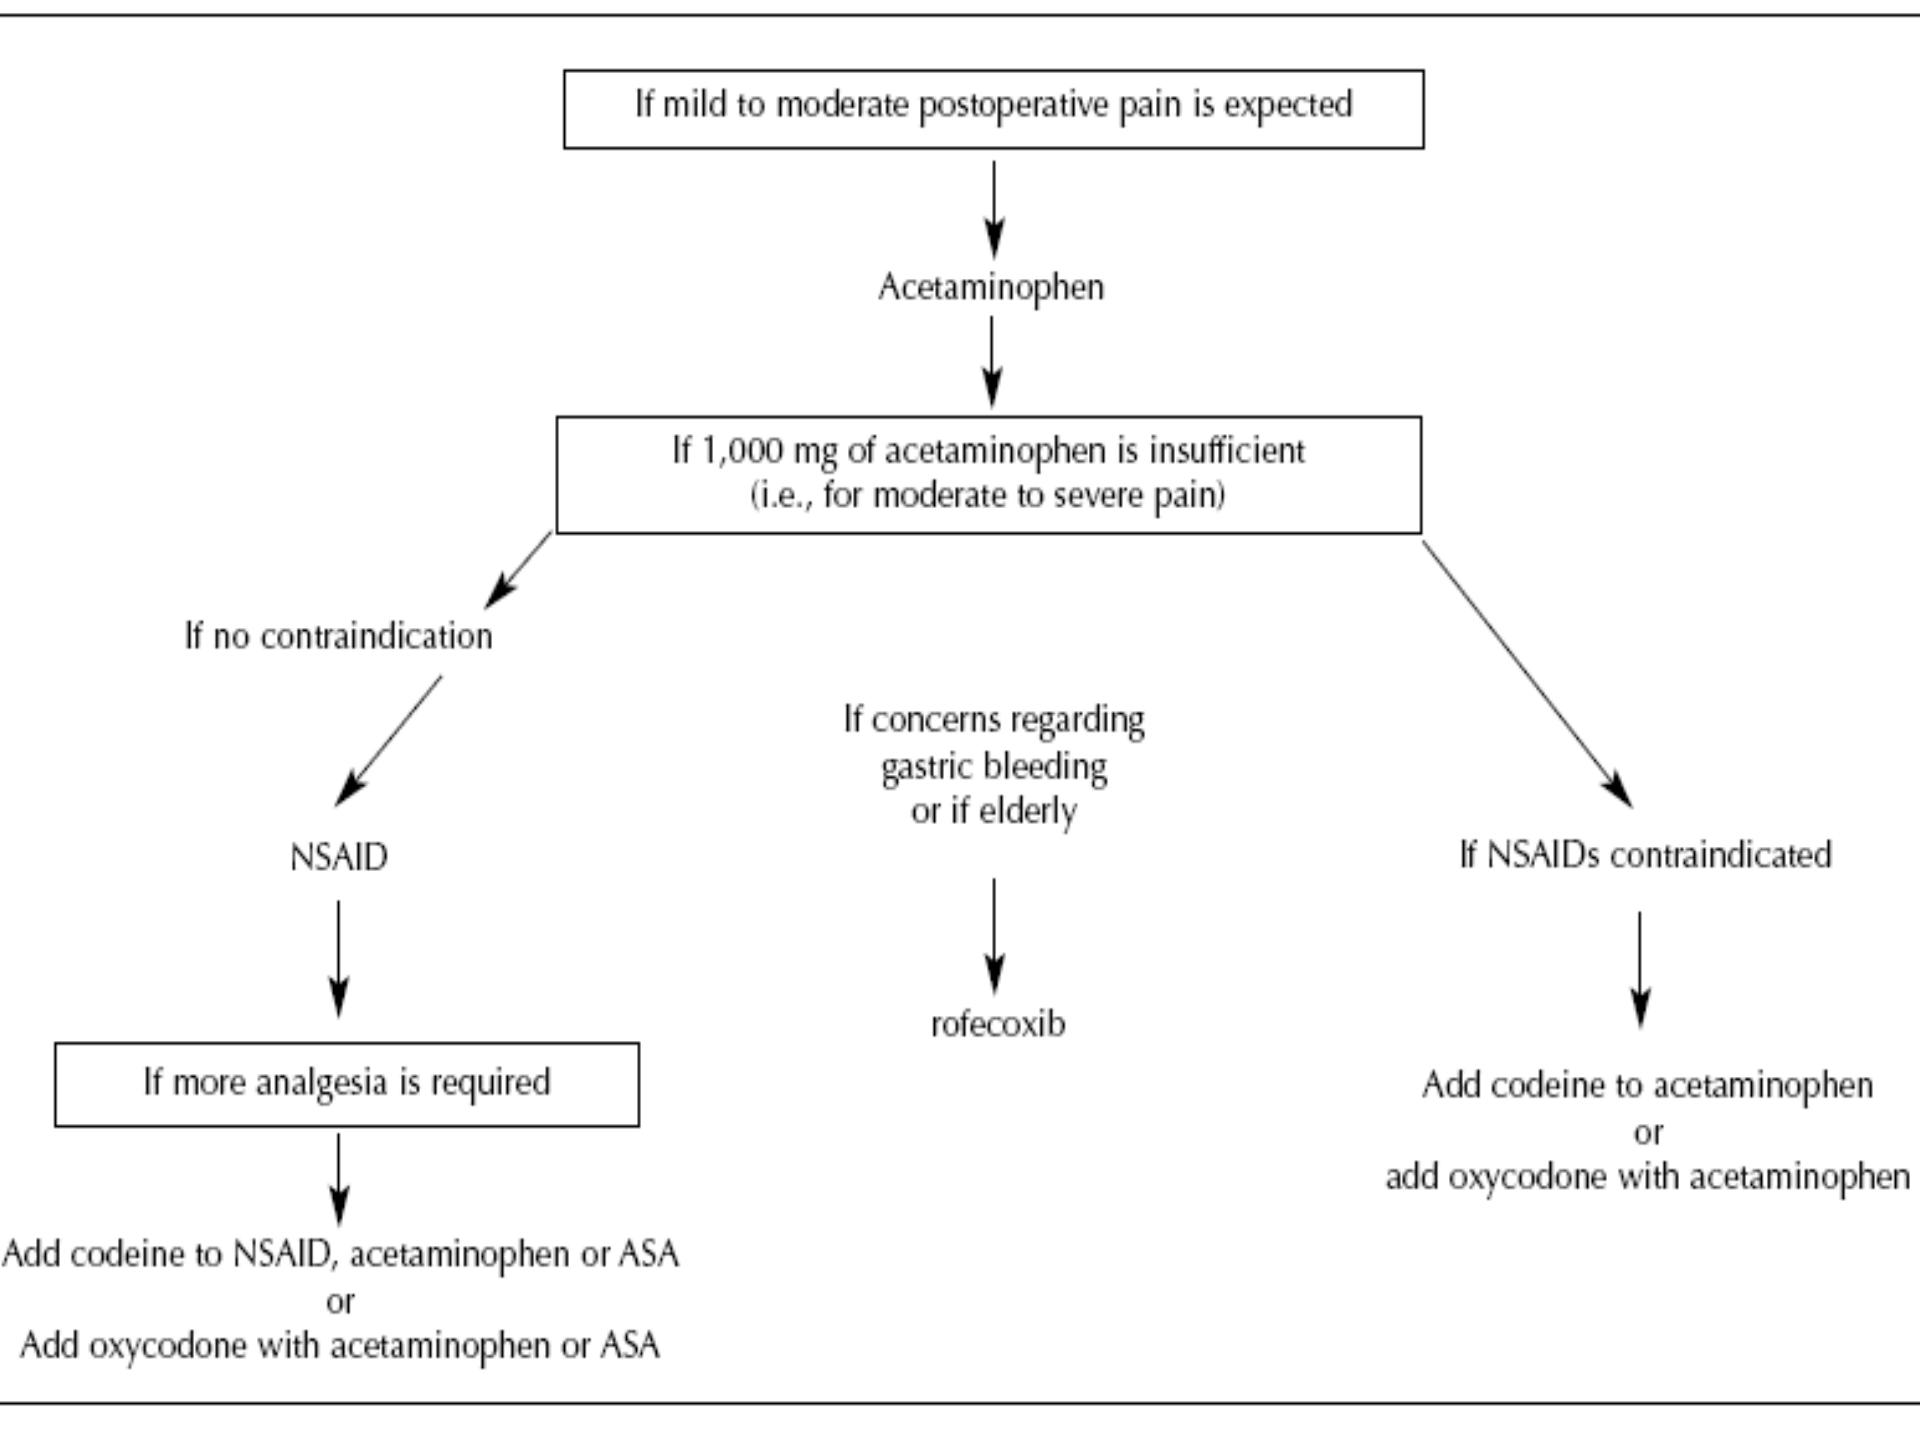 If mild to moderate postoperative pain is expected
Acetaminophen
If 1,000 mg of acetaminophen is insufficient
(i.e., for moderate to severe pain)
If no contraindication
NSAID
If more analgesia is required
Add codeine to NSAID, acetaminophen or ASA
or
Add oxycodone with acetaminophen or ASA
If concerns regarding
gastric bleeding
or if elderly
rofecoxib
If NSAIDs contraindicated
Add codeine to acetaminophen
or
add oxycodone with acetaminophen